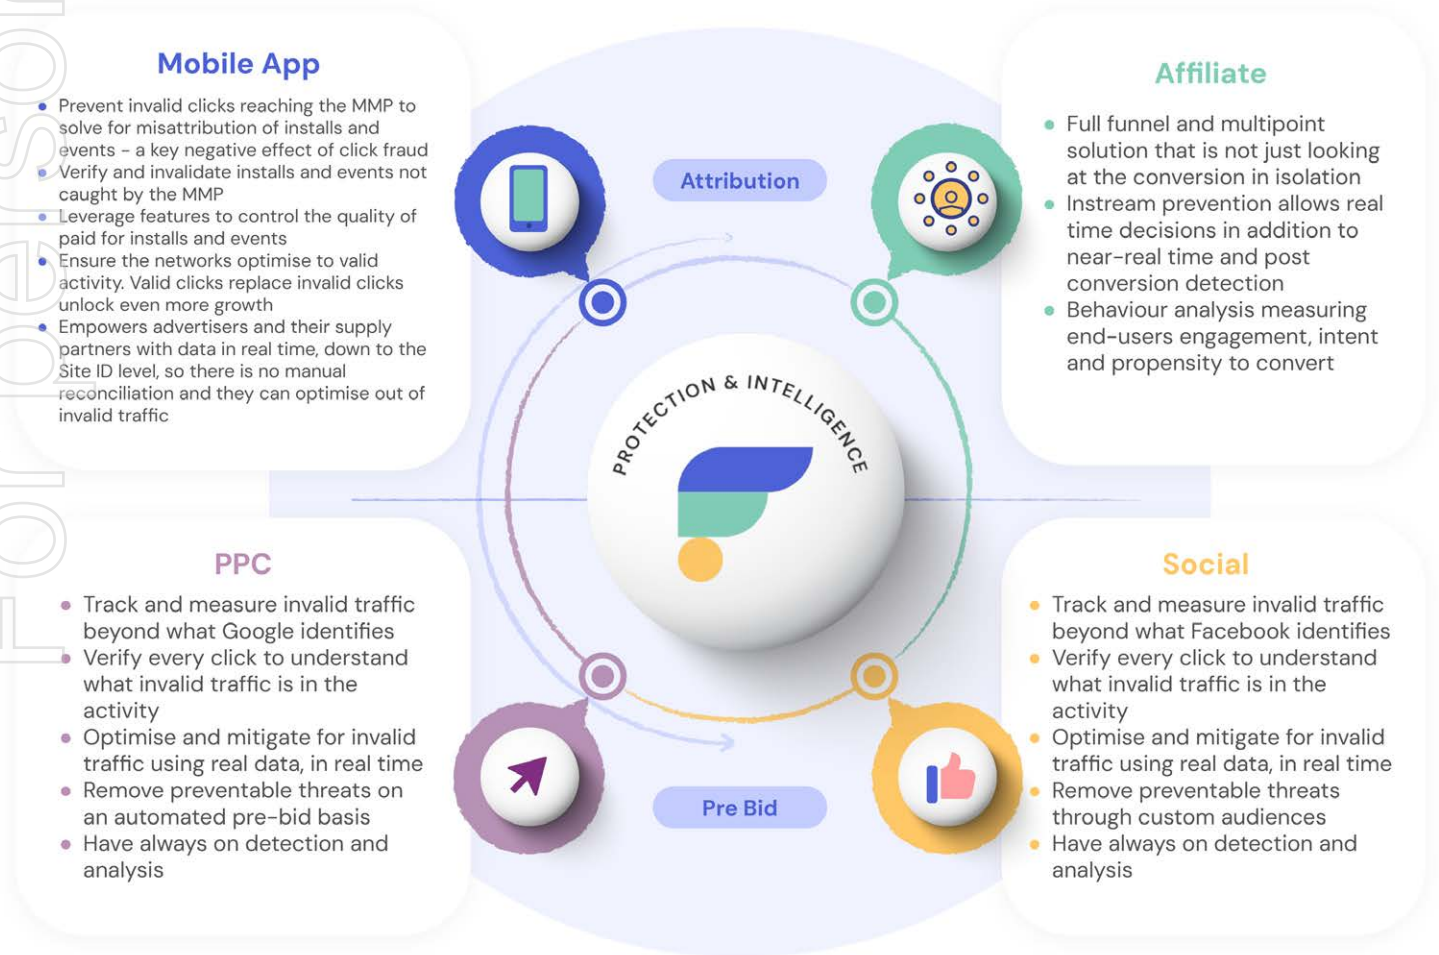 Mobile App
Prevent invalid clicks reaching the MMP to
solve for misattribution of installs and
events – a key negative effect of click fraud
Verify and invalidate installs and events not
caught by the MMP
Leverage features to control the quality of
paid for installs and events
Ensure the networks optimise to valid
activity. Valid clicks replace invalid clicks
unlock even more growth
Empowers advertisers and their supply
partners with data in real time, down to the
Site ID level, so there is no manual
reconciliation and they can optimise out of
invalid traffic
Attribution
Affiliate
Full funnel and multipoint
solution that is not just looking
at the conversion in isolation
Instream prevention allows real
time decisions in addition to
near-real time and post
conversion detection
Behaviour analysis measuring
end-users engagement, intent
and propensity to convert
PROTECTION & INTELLIGENCE
PPC
Track and measure invalid traffic
beyond what Google identifies
Verify every click to understand
what invalid traffic is in the
activity
Optimise and mitigate for invalid
traffic using real data, in real time
Remove preventable threats on
an automated pre-bid basis
Have always on detection and
analysis
Pre Bid
Social
Track and measure invalid traffic
beyond what Facebook identifies
Verify every click to understand
what invalid traffic is in the
activity
Optimise and mitigate for invalid
traffic using real data, in real time
Remove preventable threats
through custom audiences
Have always on detection and
analysis
For person